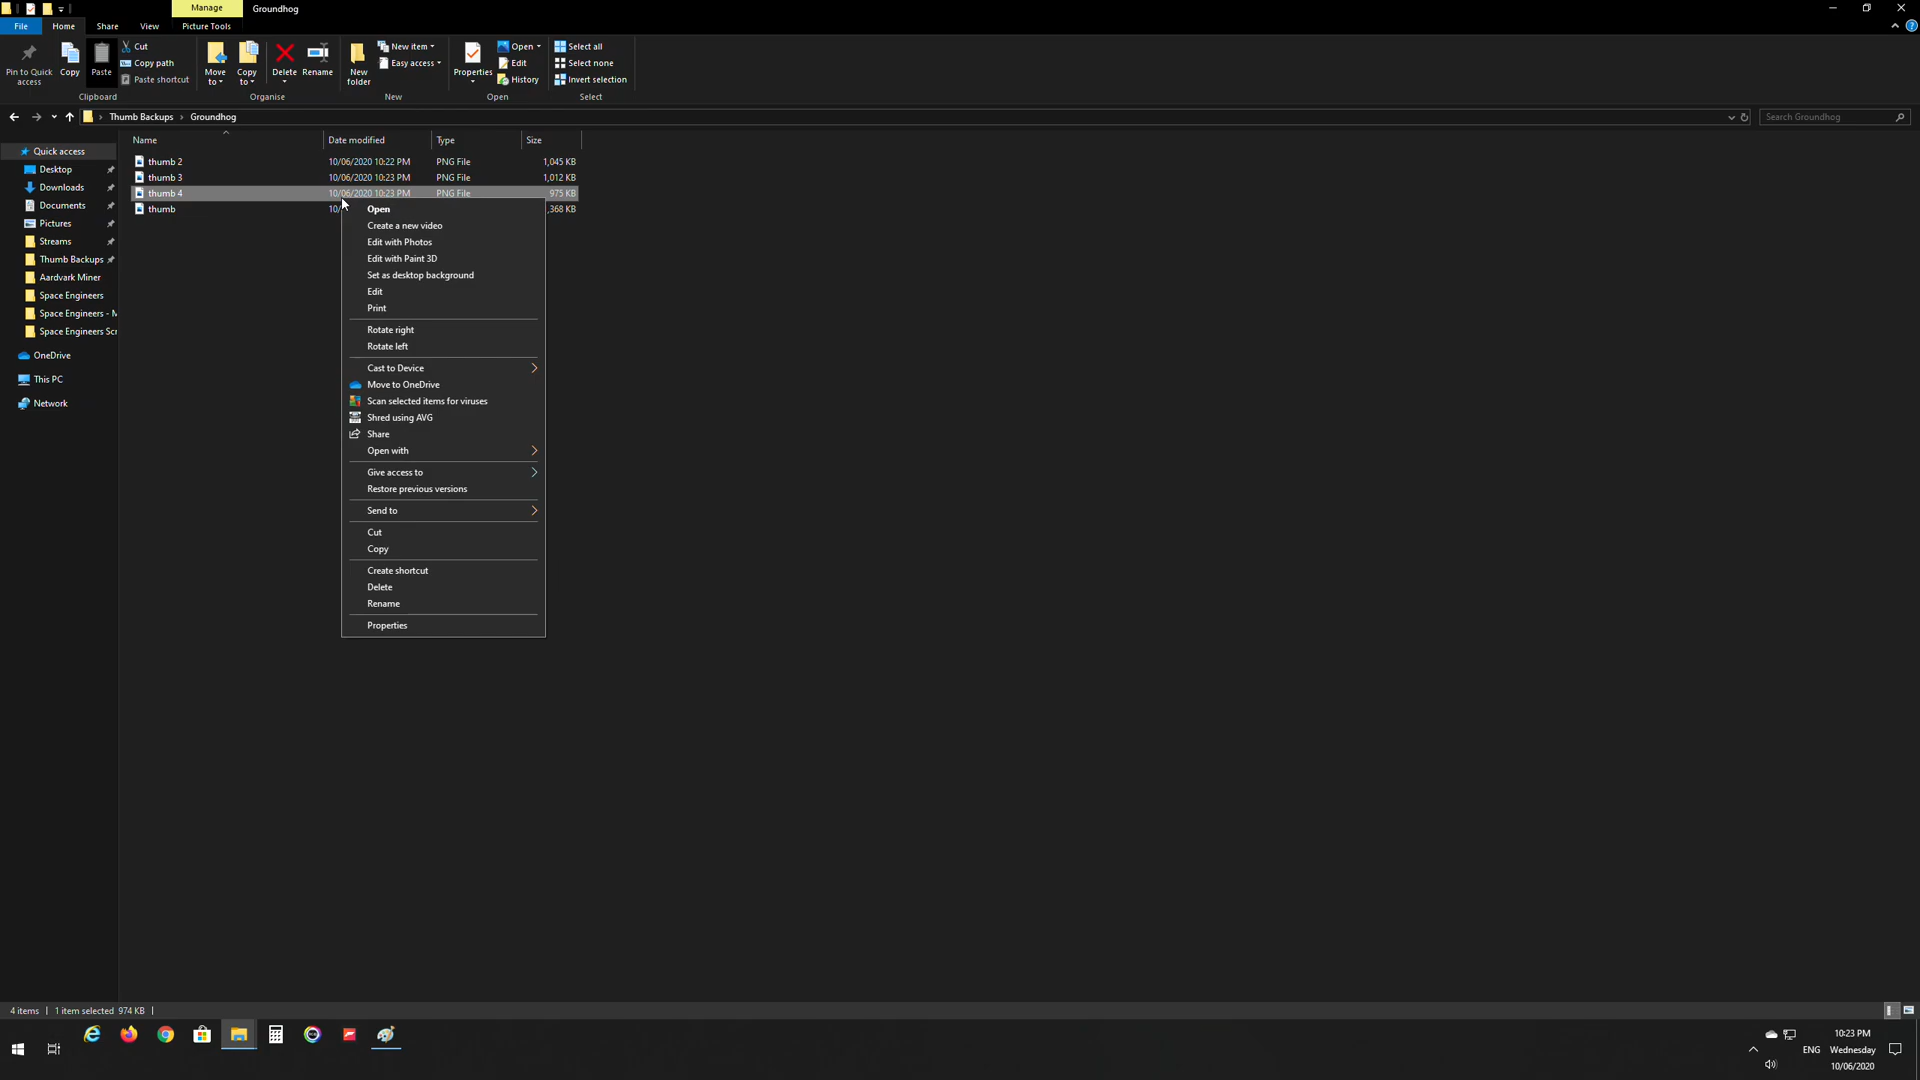 Manage
Groundhog
File
Home
Share
View
Picture Tools
Pin to Quick access
Copy
Paste
Cut
Copy path
Paste shortcut
Clipboard
Move to
Copy to
Delete
Rename
Organise
New folder
New item
Easy access
New
Properties
Open
Edit
History
Open
Select all
Select none
Invert selection
Select
Thumb Backups
Groundhog
Search Groundhog
Name
Date modified
Type
Size
thumb 2 10/06/2020 10:22 PM PNG File 1,045 KB
thumb 3 10/06/2020 10:23 PM PNG File 1,012 KB
thumb 4 10/06/2020 10:23 PM PNG File 975 KB
thumb 10/ ,368 KB
Quick access
Desktop
Downloads
Documents
Pictures
Streams
Thumb Backups
Aardvark Miner
Space Engineers
Space Engineers - M
Space Engineers Scr
OneDrive
This PC
Network
Open
Create a new video
Edit with Photos
Edit with Paint 3D
Set as desktop background
Edit
Print
Rotate right
Rotate left
Cast to Device
Move to OneDrive
Scan selected items for viruses
Shred using AVG
Share
Open with
Give access to
Restore previous versions
Send to
Cut
Copy
Create shortcut
Delete
Rename
Properties
4 items
1 item selected 974 KB
10:23 PM
ENG Wednesday
10/06/2020